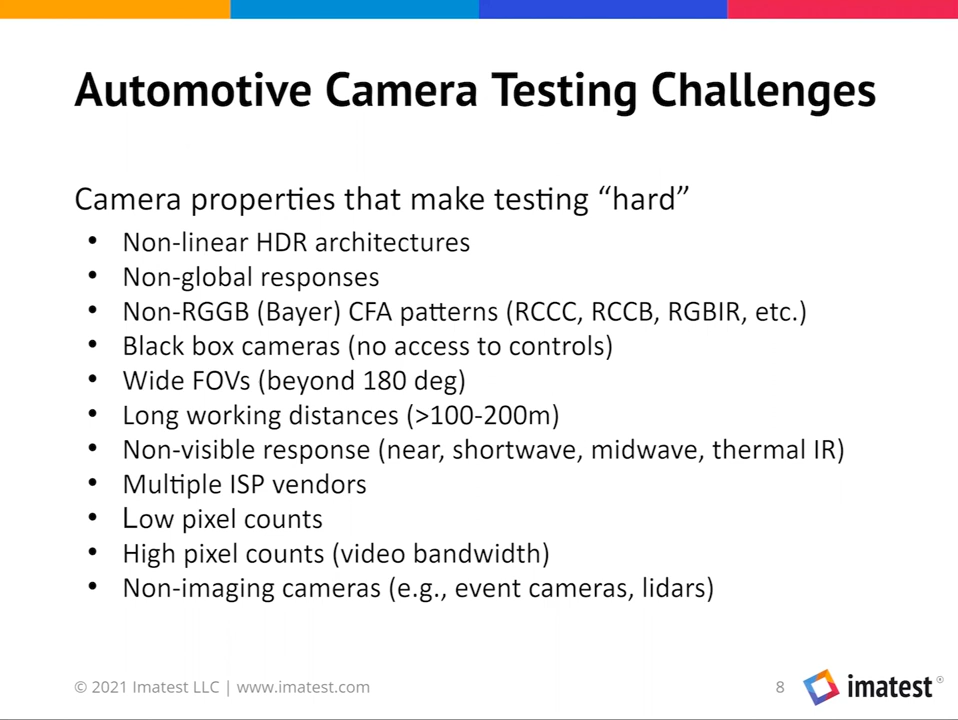 Automotive Camera Testing Challenges
Camera properties that make testing “hard”
• Non-linear HDR architectures
• Non-global responses
• Non-RGGB (Bayer) CFA patterns (RCCC, RCCB, RGBIR, etc.)
• Black box cameras (no access to controls)
• Wide FOVs (beyond 180 deg)
• Long working distances (>100-200m)
• Non-visible response (near, shortwave, midwave, thermal IR)
• Multiple ISP vendors
• Low pixel counts
• High pixel counts (video bandwidth)
• Non-imaging cameras (e.g., event cameras, lidars)
© 2021 Imatest LLC | www.imatest.com
8
imatest®